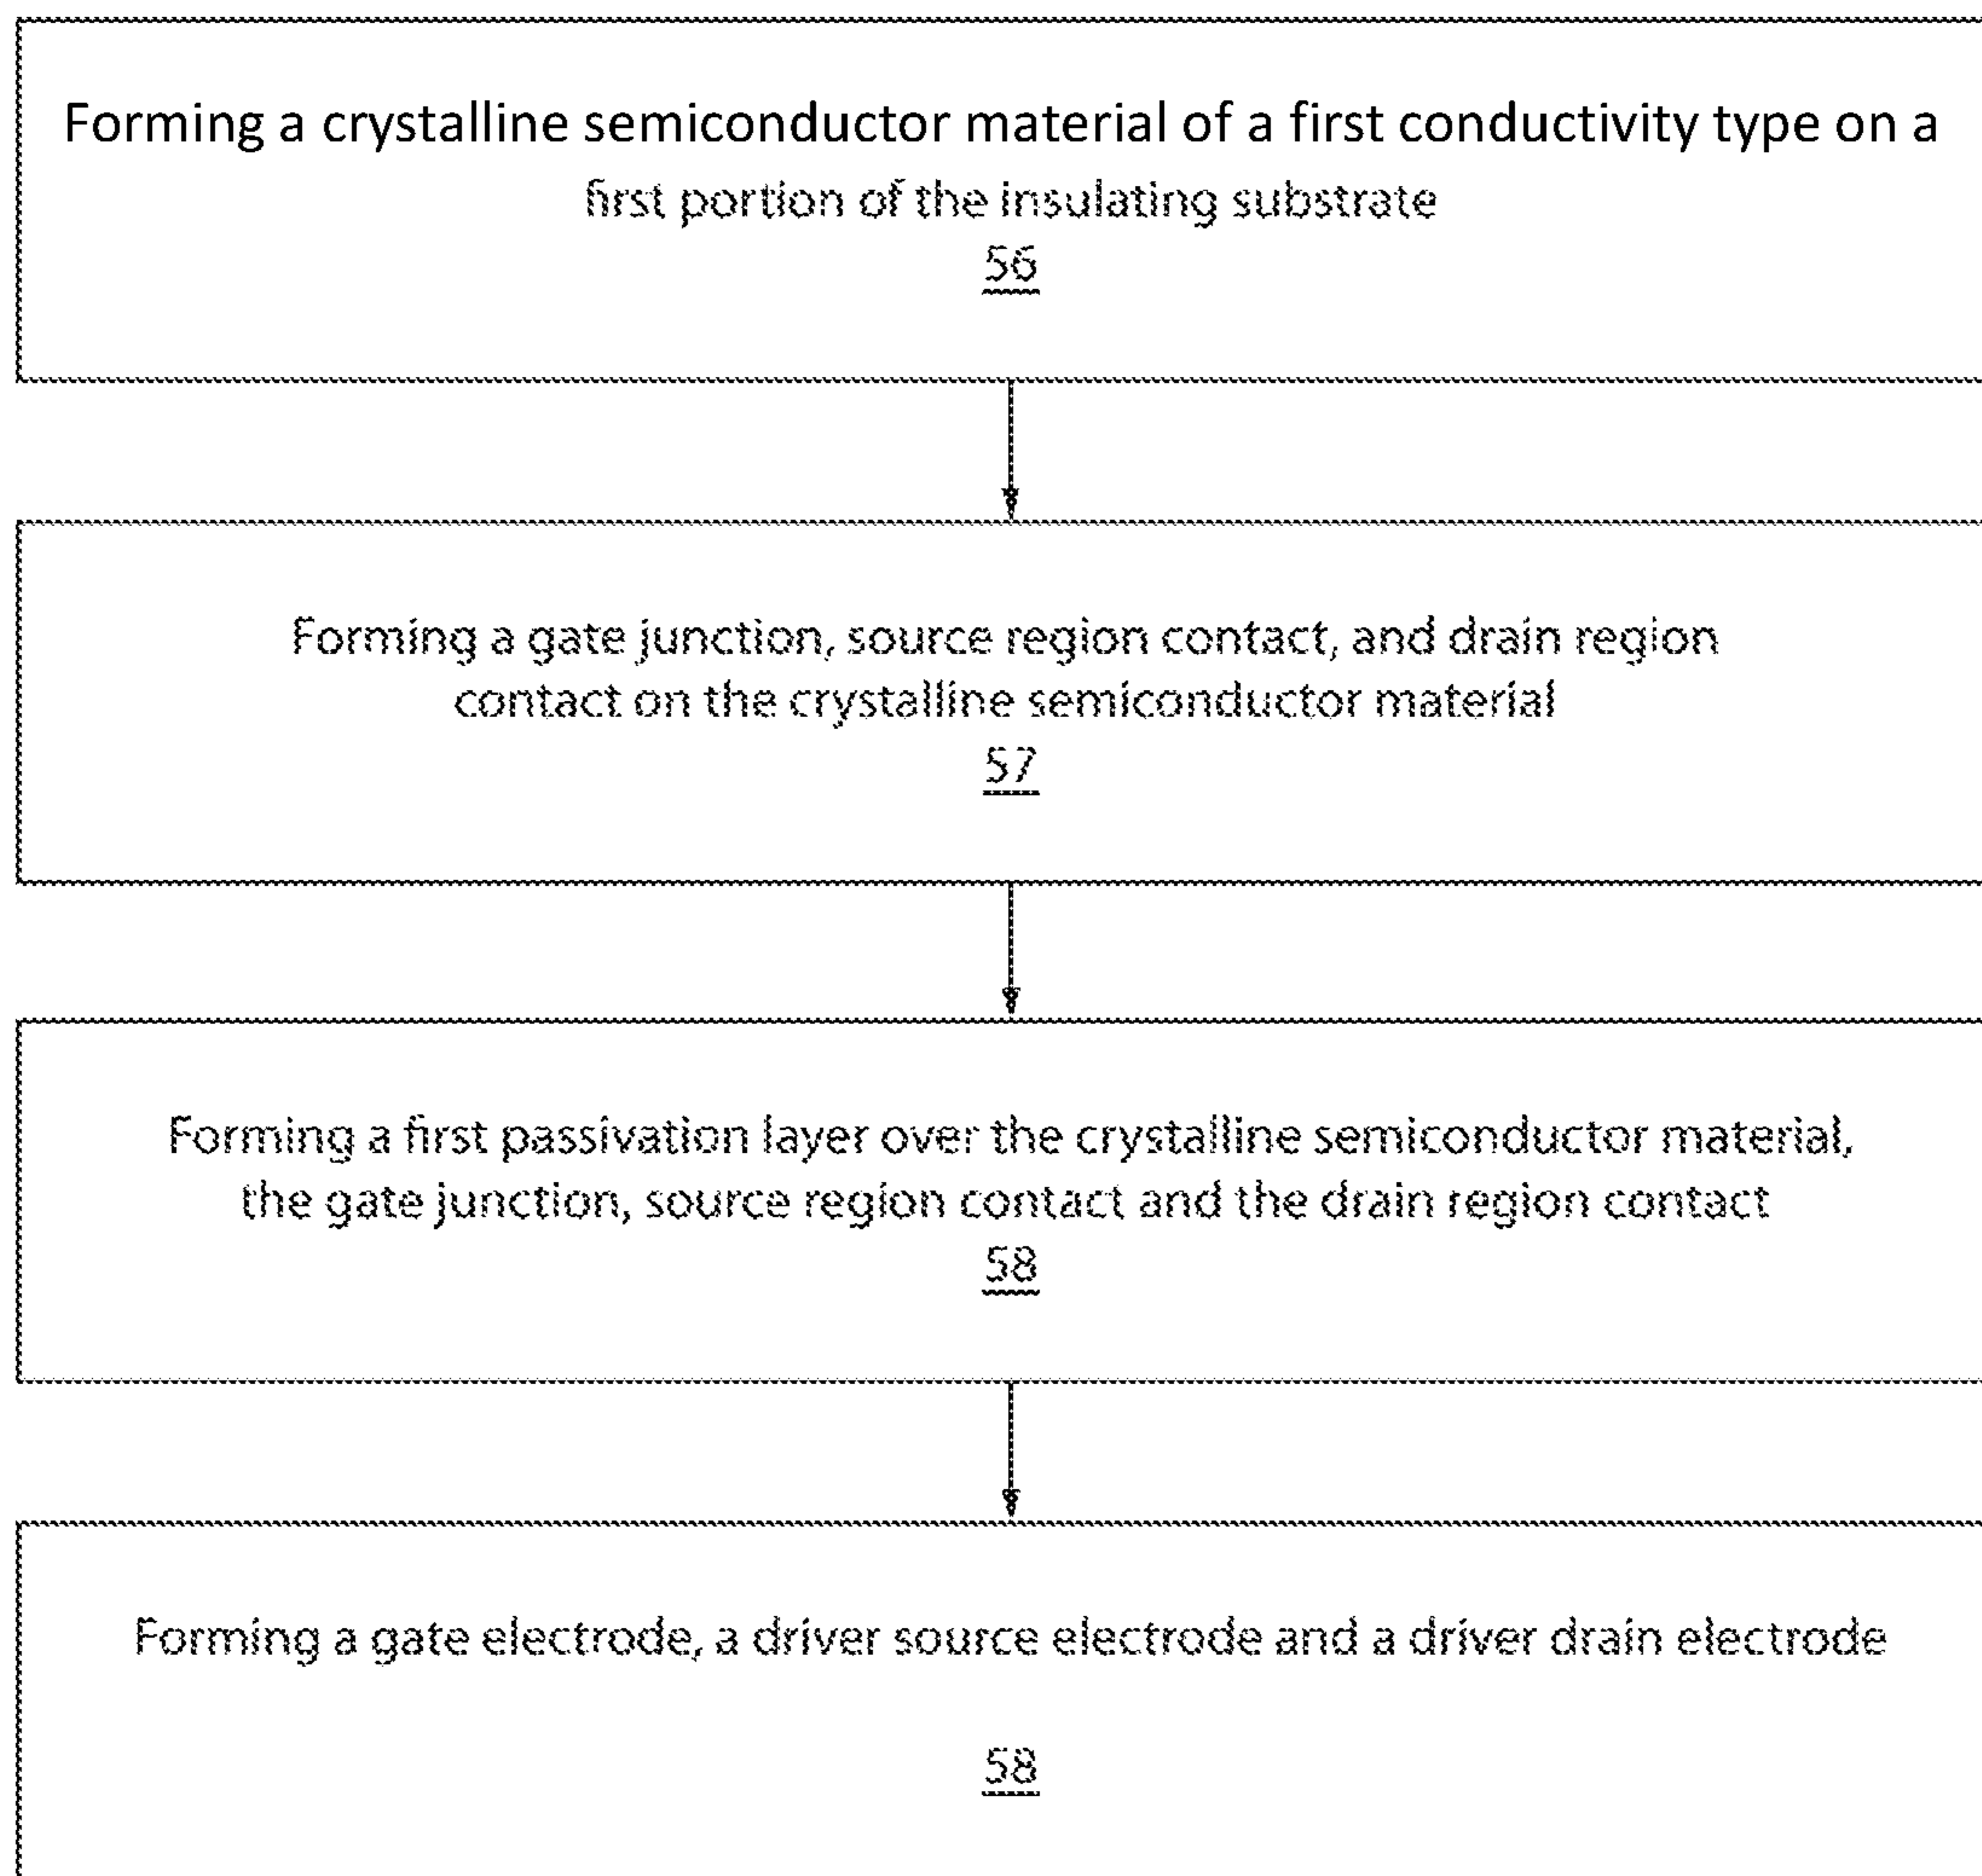 Forming a crystalline semiconductor material of a first conductivity type on a
first portion of the insulating substrate
56
Forming a gate junction, source region contact, and drain region
contact on the crystalline semiconductor material
57
Forming a first passivation layer over the crystalline semiconductor material,
the gate junction, source region contact and the drain region contact
58
Forming a gate electrode, a driver source electrode and a driver drain electrode
58